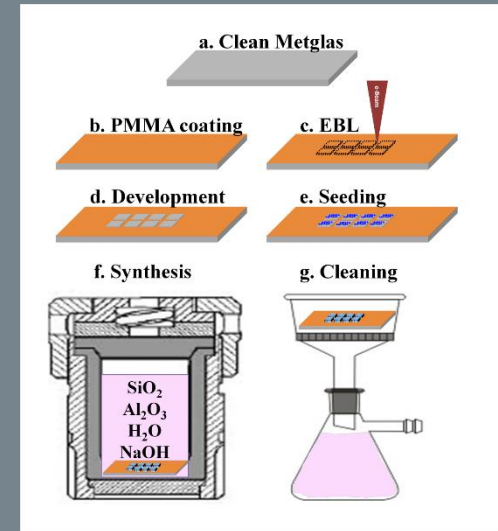 a. Clean Metglas
b. PMMA coating
c. EBL
e-Beam
d. Development
e. Seeding
f. Synthesis
g. Cleaning
SiO₂
Al₂O₃
H₂O
NaOH